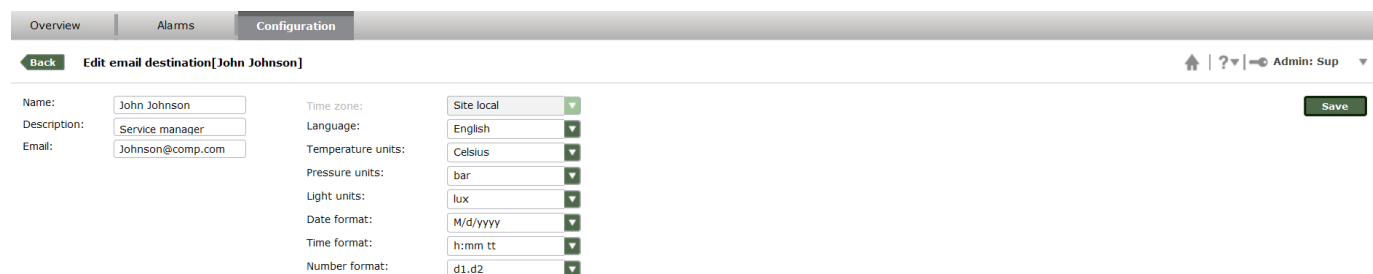 Overview Alarms Configuration
Back Edit email destination[John Johnson] ? Admin: Sup
Name: John Johnson Time zone: Site local Save
Description: Service manager Language: English
Email: Johnson@comp.com Temperature units: Celsius
Pressure units: bar
Light units: lux
Date format: M/d/yyyy
Time format: h:mm tt
Number format: d1.d2